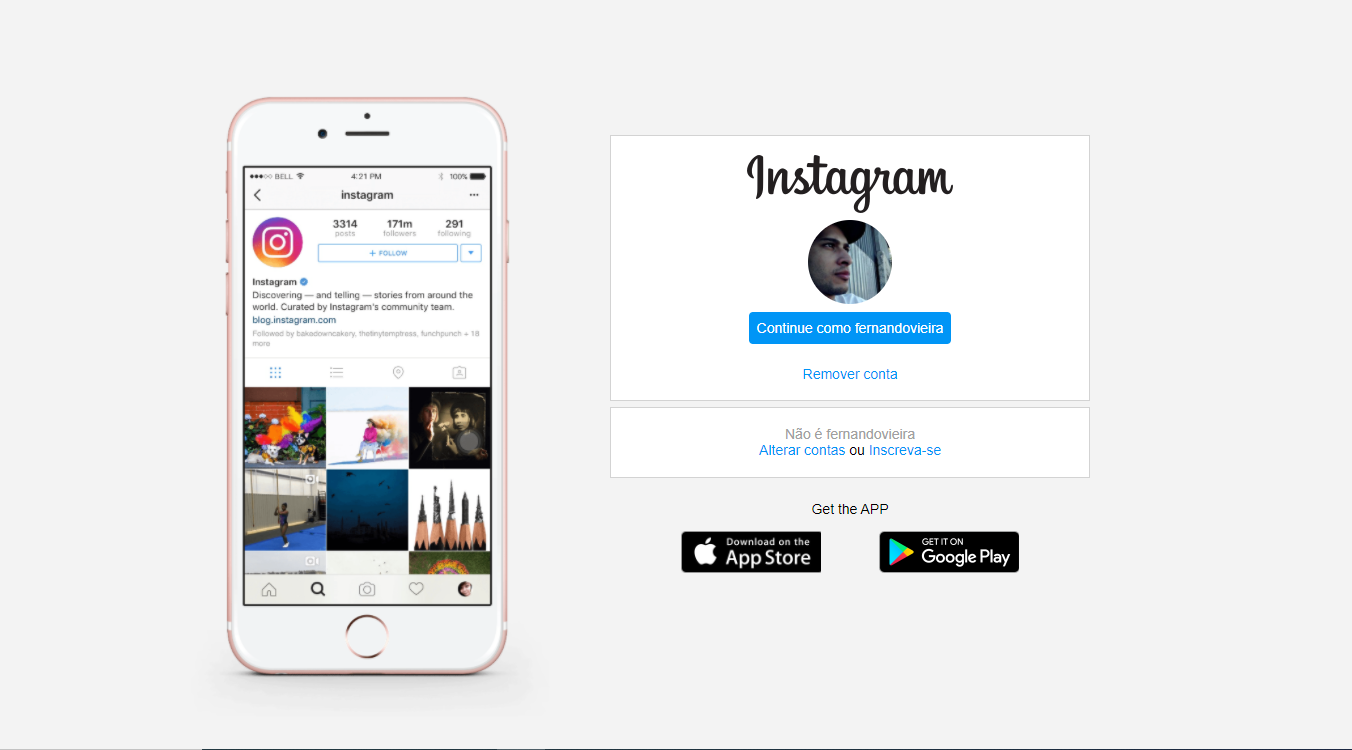 BELL 4:21 PM 100%
instagram
3314 171m 291
posts followers following
+ FOLLOW
Instagram
Discovering — and telling — stories from around the
world. Curated by Instagram's community team.
blog.instagram.com
Followed by bakedowncakery, thetinytemptress, funchpunch + 18
more
Instagram
Continue como fernandovieira
Remover conta
Não é fernandovieira
Alterar contas ou Inscreva-se
Get the APP
Download on the
App Store
GET IT ON
Google Play